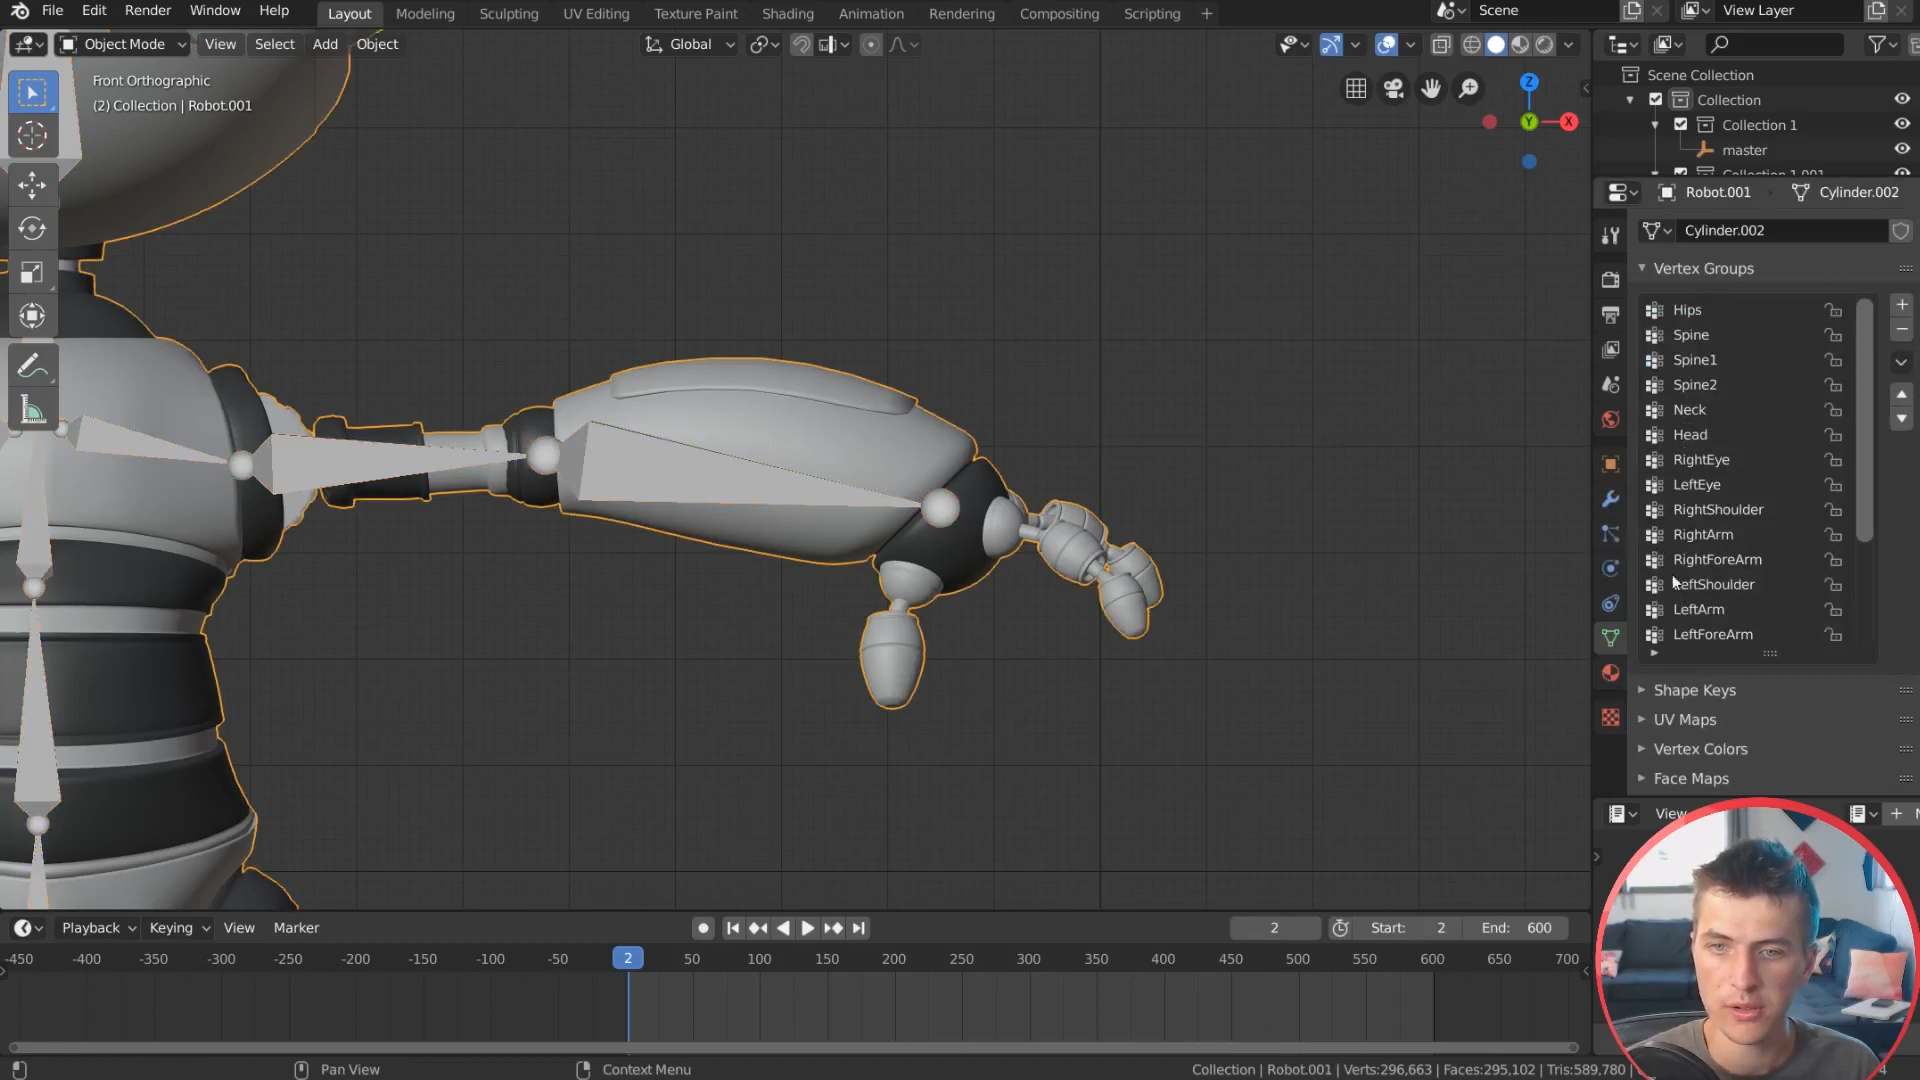 File Edit Render Window Help Layout Modeling Sculpting UV Editing Texture Paint Shading Animation Rendering Compositing Scripting + Scene View Layer
Object Mode View Select Add Object Global
Front Orthographic
(2) Collection | Robot.001
Z
Y
X
Scene Collection
Collection
Collection 1
master
Collection 1.001
Robot.001 Cylinder.002
Cylinder.002
Vertex Groups
Hips
Spine
Spine1
Spine2
Neck
Head
RightEye
LeftEye
RightShoulder
RightArm
RightForeArm
LeftShoulder
LeftArm
LeftForeArm
Shape Keys
UV Maps
Vertex Colors
Face Maps
View
Playback Keying View Marker 2 Start: 2 End: 600
-450 -400 -350 -300 -250 -200 -150 -100 -50 2 50 100 150 200 250 300 350 400 450 500 550 600 650 700
Pan View Context Menu Collection | Robot.001 | Verts:296,663 | Faces:295,102 | Tris:589,780 |